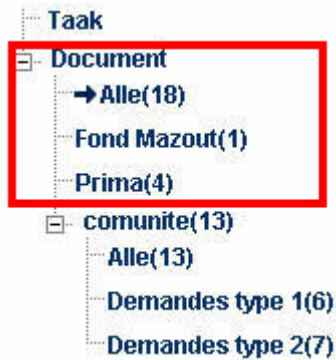 Taak
Document
Alle(18)
Fond Mazout(1)
Prima(4)
comunite(13)
Alle(13)
Demandes type 1(6)
Demandes type 2(7)